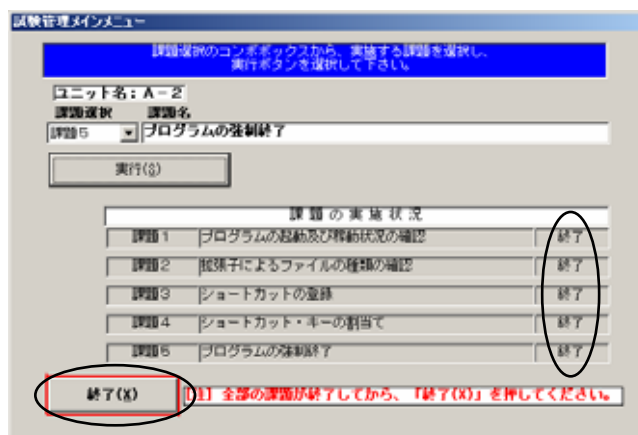 試験管理メインメニュー
課題選択のコンボボックスから、実施する課題を選択し、
実行ボタンを選択して下さい。
ユニット名：A－2
課題選択 課題名
課題5 プログラムの強制終了
実行(S)
課題の実施状況
課題1 プログラムの起動及び稼動状況の確認 終了
課題2 拡張子によるファイルの種類の確認 終了
課題3 ショートカットの登録 終了
課題4 ショートカット・キーの割当て 終了
課題5 プログラムの強制終了 終了
終了(X) 【注】全部の課題が終了してから、「終了(X)」を押してください。